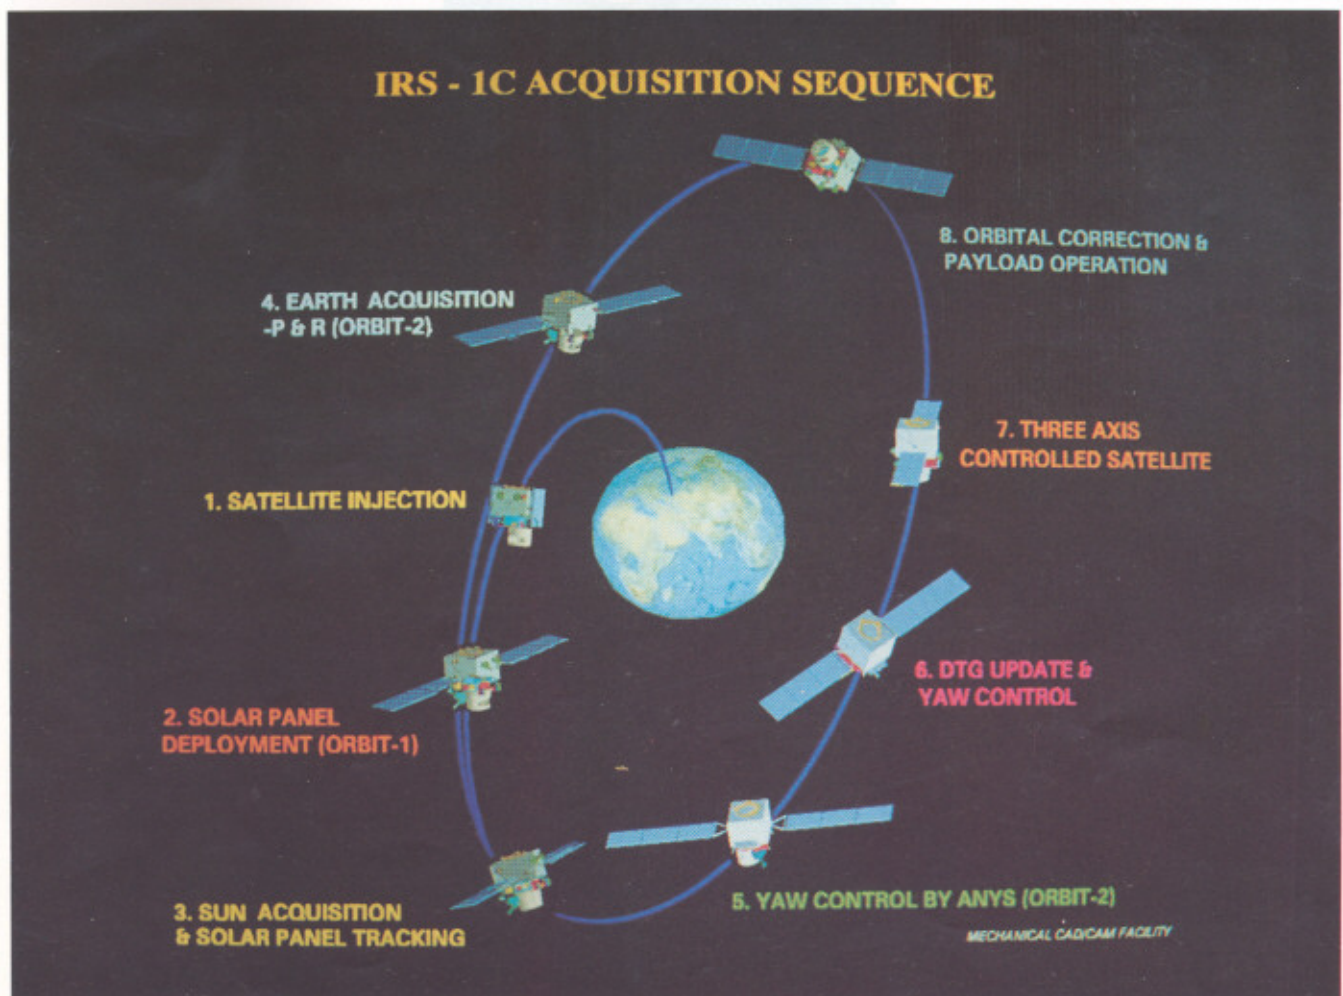 IRS - 1C ACQUISITION SEQUENCE
8. ORBITAL CORRECTION &
PAYLOAD OPERATION
4. EARTH ACQUISITION
-P & R (ORBIT-2)
7. THREE AXIS
CONTROLLED SATELLITE
1. SATELLITE INJECTION
6. DTG UPDATE &
YAW CONTROL
2. SOLAR PANEL
DEPLOYMENT (ORBIT-1)
5. YAW CONTROL BY ANYS (ORBIT-2)
3. SUN ACQUISITION
& SOLAR PANEL TRACKING
MECHANICAL CAD/CAM FACILITY